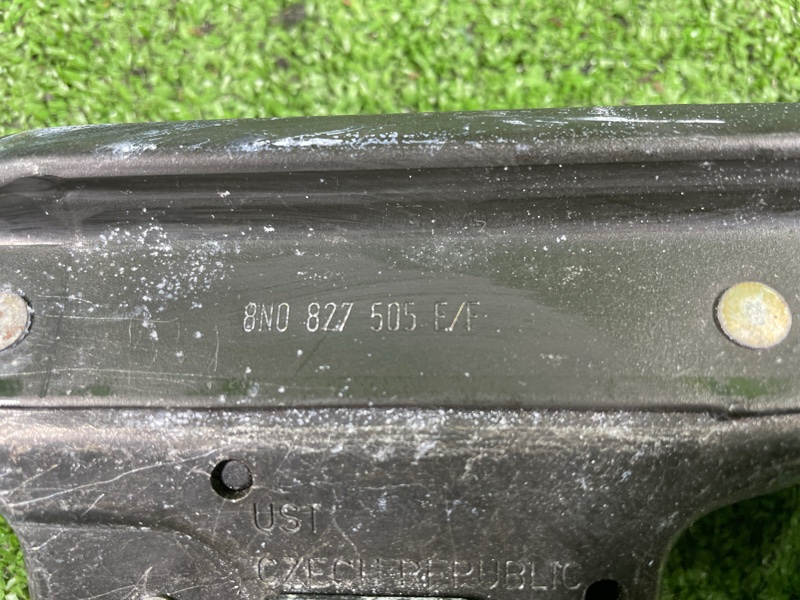 8N0 827 505 E/F
UST
CZECH REPUBLIC